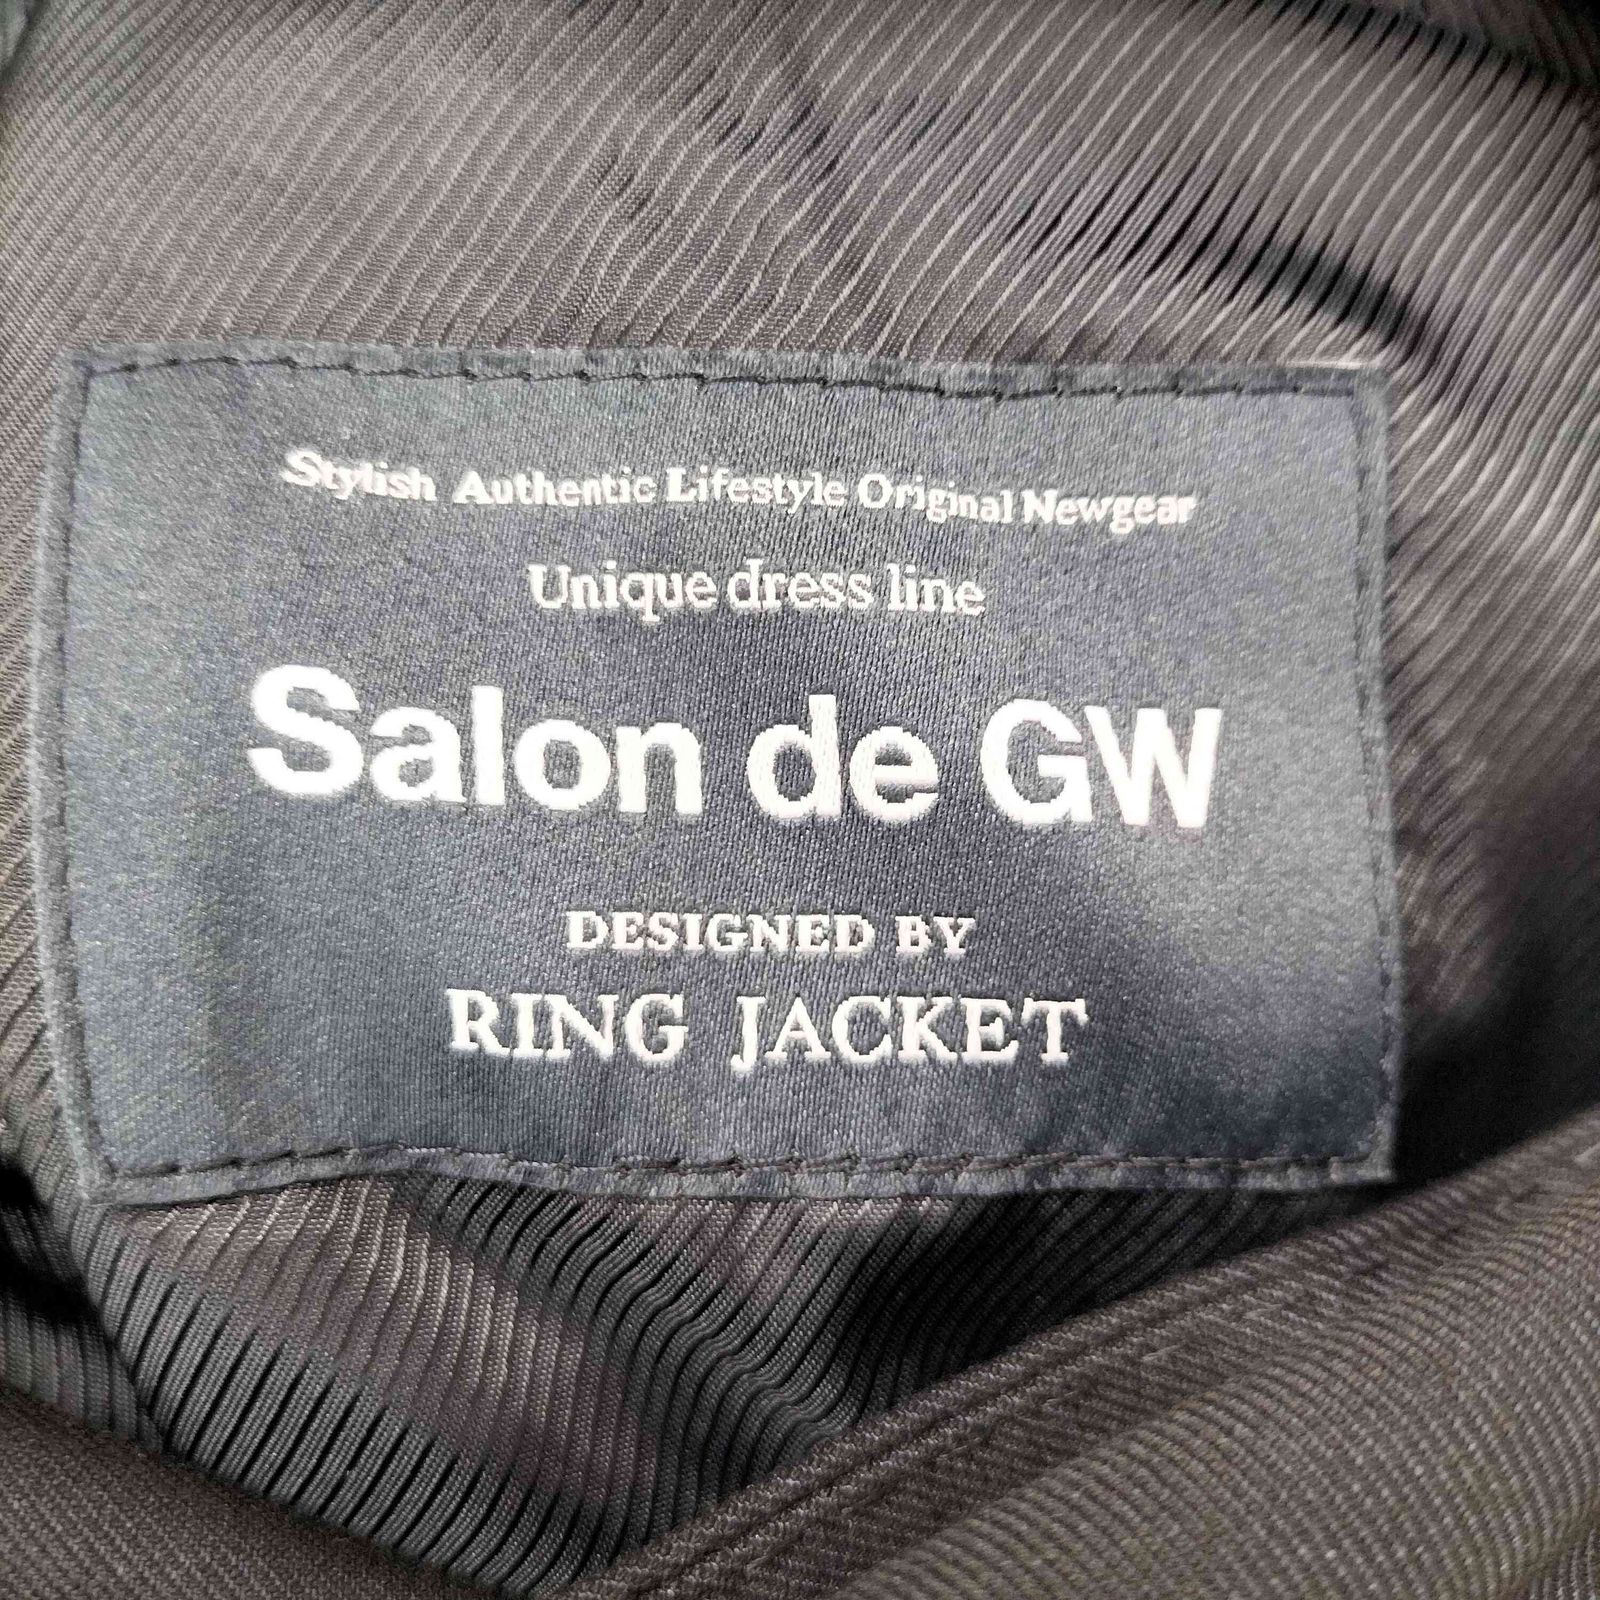 Stylish Authentic Lifestyle Original Newgear
Unique dress line
Salon de GW
DESIGNED BY
RING JACKET